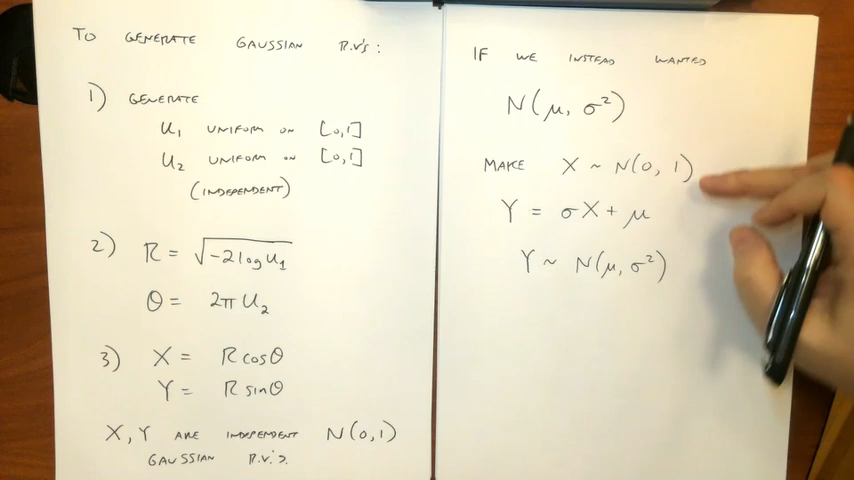 TO GENERATE GAUSSIAN R.V'S:
1) GENERATE
U₁ UNIFORM ON [0,1]
U₂ UNIFORM ON [0,1]
(INDEPENDENT)
2) R = √(-2 log U₁)
Θ = 2π U₂
3) X = R cos Θ
Y = R sin Θ
X, Y ARE INDEPENDENT N(0,1)
GAUSSIAN R.V.'S.
IF WE INSTEAD WANTED
N(μ, σ²)
MAKE X ~ N(0, 1)
Y = σX + μ
Y ~ N(μ, σ²)